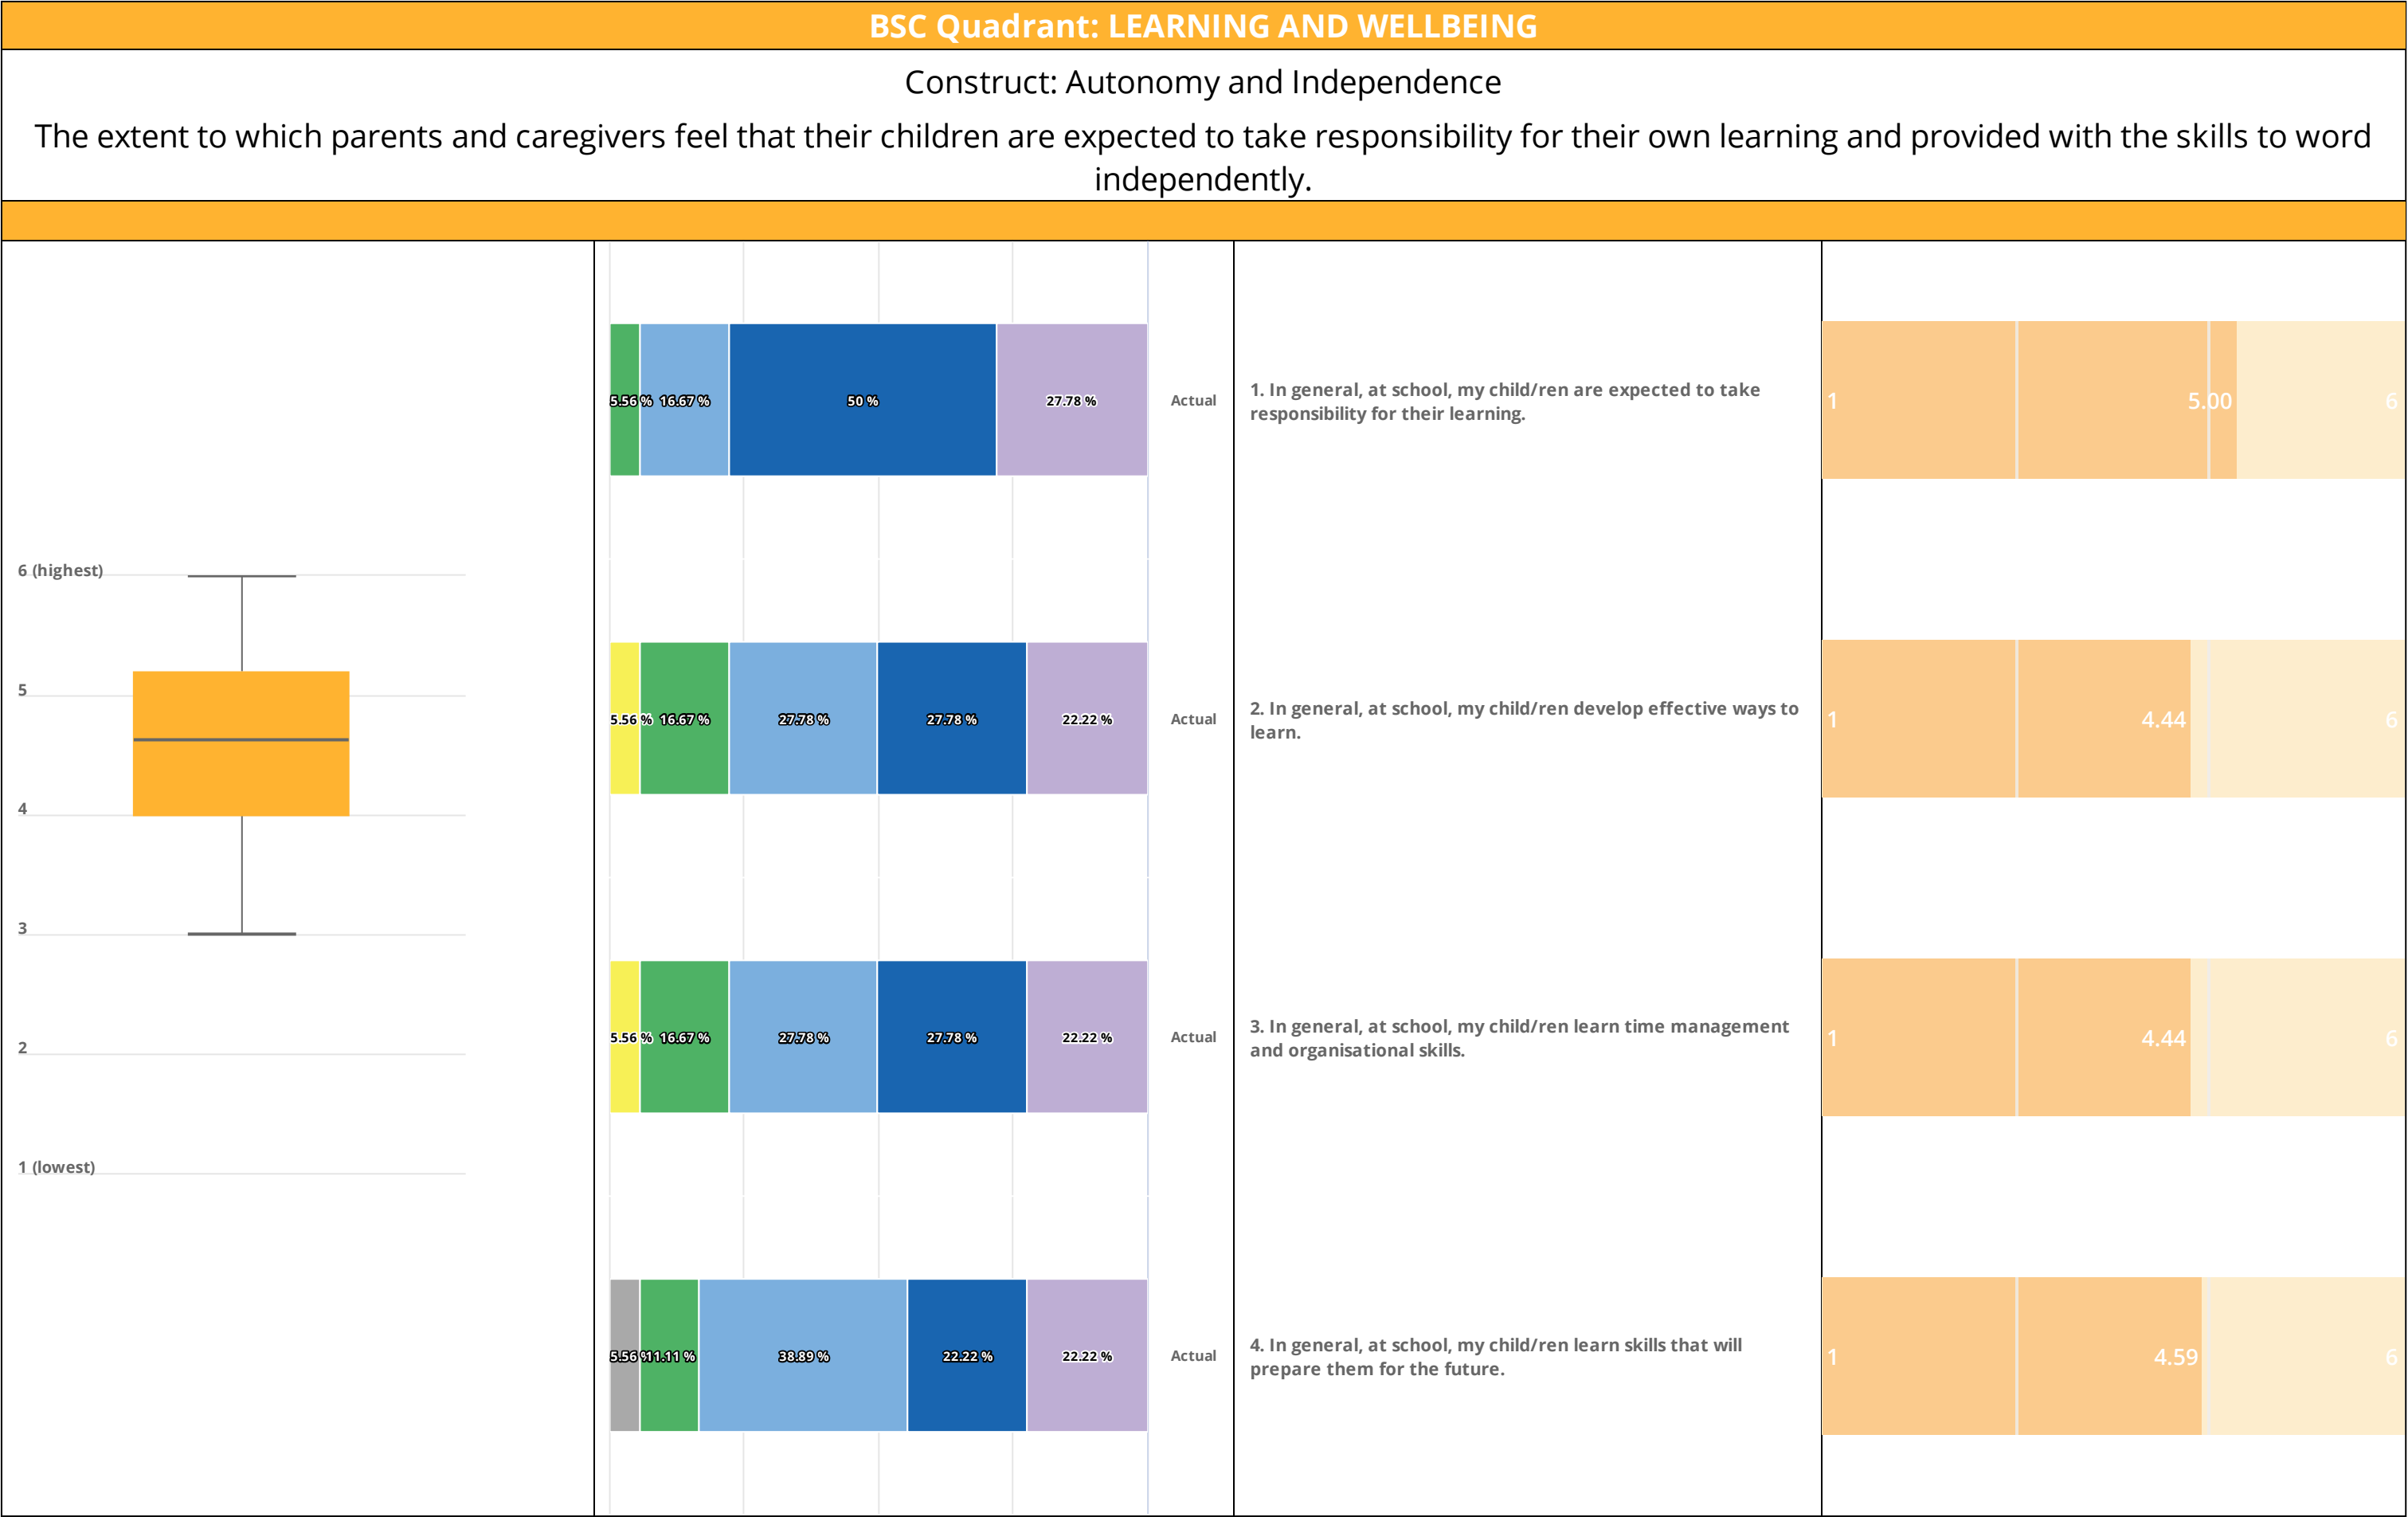 BSC Quadrant: LEARNING AND WELLBEING
Construct: Autonomy and Independence
The extent to which parents and caregivers feel that their children are expected to take responsibility for their own learning and provided with the skills to word
independently.
6 (highest)
5
4
3
2
1 (lowest)
5.56 % 16.67 % 50 % 27.78 % Actual
1. In general, at school, my child/ren are expected to take
responsibility for their learning.
1 5.00 6
5.56 % 16.67 % 27.78 % 27.78 % 22.22 % Actual
2. In general, at school, my child/ren develop effective ways to
learn.
1 4.44 6
5.56 % 16.67 % 27.78 % 27.78 % 22.22 % Actual
3. In general, at school, my child/ren learn time management
and organisational skills.
1 4.44 6
5.56 % 11.11 % 38.89 % 22.22 % 22.22 % Actual
4. In general, at school, my child/ren learn skills that will
prepare them for the future.
1 4.59 6